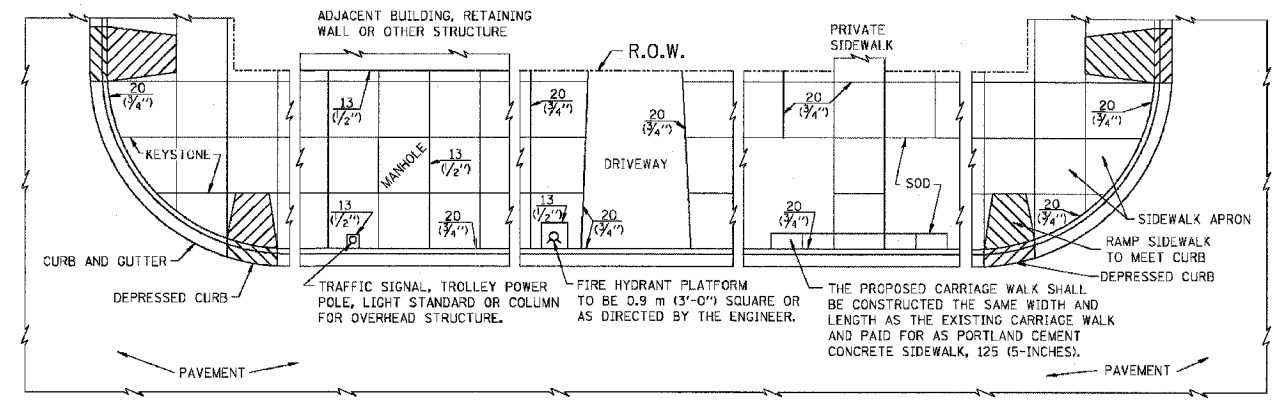 ADJACENT BUILDING, RETAINING
WALL OR OTHER STRUCTURE
R.O.W.
PRIVATE
SIDEWALK
20
(3/4")
13
(1/2")
20
(3/4")
20
(3/4")
20
(3/4")
20
(3/4")
KEYSTONE
MANHOLE
13
(1/2")
DRIVEWAY
SOD
13
(1/2")
20
(3/4")
13
(1/2")
20
(3/4")
20
(3/4")
20
(3/4")
SIDEWALK APRON
RAMP SIDEWALK
TO MEET CURB
DEPRESSED CURB
CURB AND GUTTER
DEPRESSED CURB
TRAFFIC SIGNAL, TROLLEY POWER
POLE, LIGHT STANDARD OR COLUMN
FOR OVERHEAD STRUCTURE.
FIRE HYDRANT PLATFORM
TO BE 0.9 m (3'-0") SQUARE OR
AS DIRECTED BY THE ENGINEER.
THE PROPOSED CARRIAGE WALK SHALL
BE CONSTRUCTED THE SAME WIDTH AND
LENGTH AS THE EXISTING CARRIAGE WALK
AND PAID FOR AS PORTLAND CEMENT
CONCRETE SIDEWALK, 125 (5-INCHES).
PAVEMENT
PAVEMENT